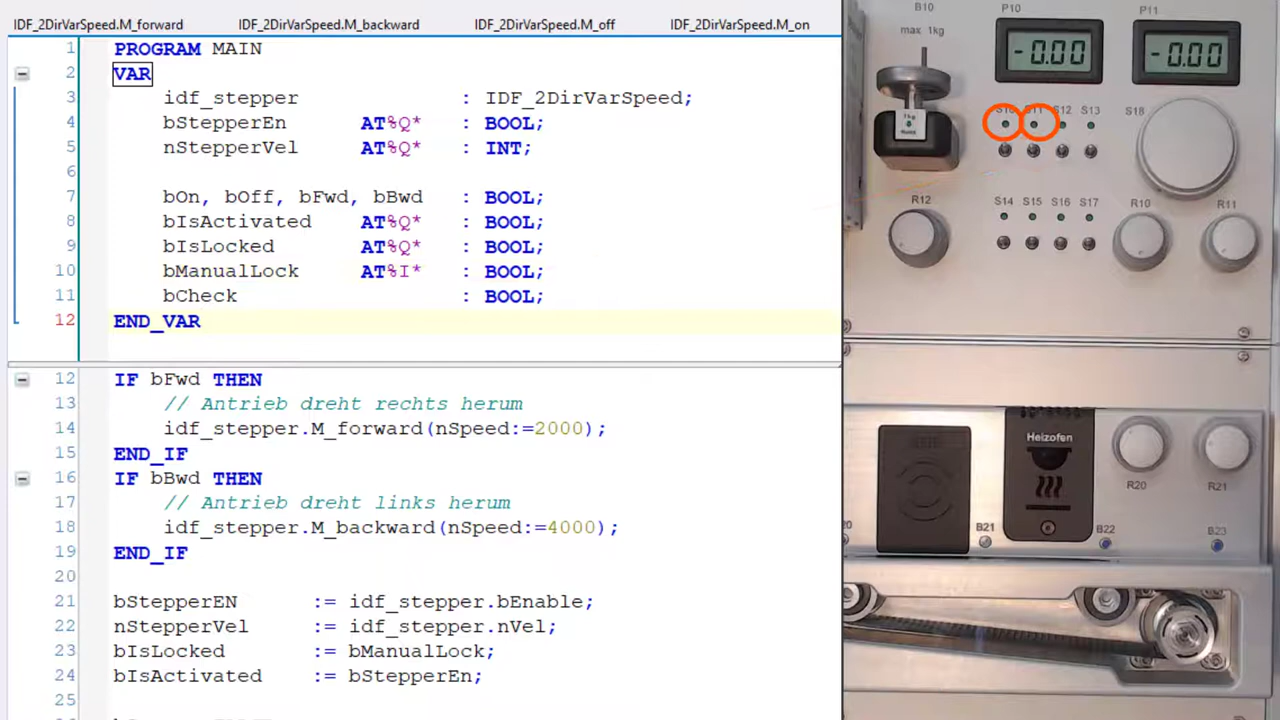 IDF_2DirVarSpeed.M_forward IDF_2DirVarSpeed.M_backward IDF_2DirVarSpeed.M_off IDF_2DirVarSpeed.M_on
1 PROGRAM MAIN
2 VAR
3 idf_stepper : IDF_2DirVarSpeed;
4 bStepperEn AT%Q* : BOOL;
5 nStepperVel AT%Q* : INT;
6
7 bOn, bOff, bFwd, bBwd : BOOL;
8 bIsActivated AT%Q* : BOOL;
9 bIsLocked AT%Q* : BOOL;
10 bManualLock AT%I* : BOOL;
11 bCheck : BOOL;
12 END_VAR
12 IF bFwd THEN
13 // Antrieb dreht rechts herum
14 idf_stepper.M_forward(nSpeed:=2000);
15 END_IF
16 IF bBwd THEN
17 // Antrieb dreht links herum
18 idf_stepper.M_backward(nSpeed:=4000);
19 END_IF
20
21 bStepperEN := idf_stepper.bEnable;
22 nStepperVel := idf_stepper.nVel;
23 bIsLocked := bManualLock;
24 bIsActivated := bStepperEn;
25
B10 P10 P11
max 1kg
-0.00 -0.00
S10 S11 S12 S13 S18
1kg
R12 S14 S15 S16 S17 R10 R11
Heizofen
R20 R21
B21 B22 B23